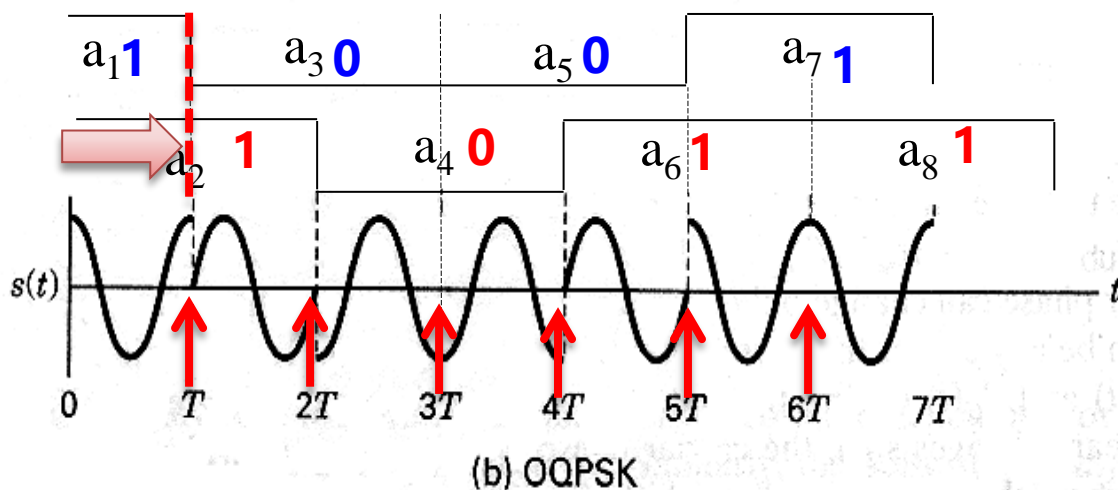 a₁ 1 a₃ 0 a₅ 0 a₇ 1
a₂ 1 a₄ 0 a₆ 1 a₈ 1
s(t) t
0 T 2T 3T 4T 5T 6T 7T
(b) OQPSK